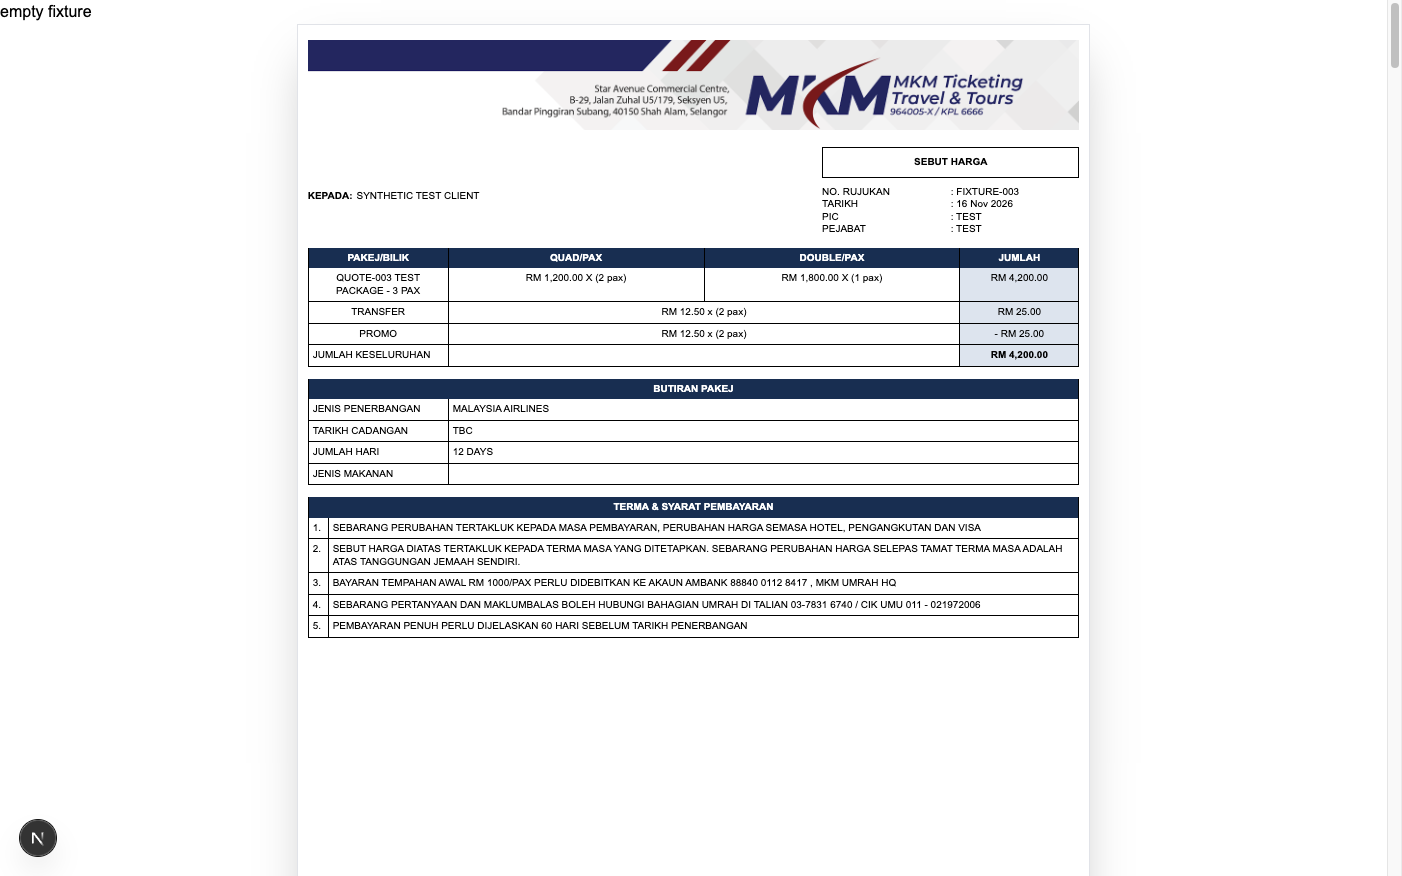 empty fixture
Star Avenue Commercial Centre,
B-29, Jalan Zuhal U5/179, Seksyen U5,
Bandar Pinggiran Subang, 40150 Shah Alam, Selangor
MKM
MKM Ticketing
Travel & Tours
964005-X / KPL 6666
SEBUT HARGA
KEPADA: SYNTHETIC TEST CLIENT
NO. RUJUKAN : FIXTURE-003
TARIKH : 16 Nov 2026
PIC : TEST
PEJABAT : TEST
PAKEJ/BILIK QUAD/PAX DOUBLE/PAX JUMLAH
QUOTE-003 TEST PACKAGE - 3 PAX RM 1,200.00 X (2 pax) RM 1,800.00 X (1 pax) RM 4,200.00
TRANSFER RM 12.50 x (2 pax) RM 25.00
PROMO RM 12.50 x (2 pax) - RM 25.00
JUMLAH KESELURUHAN RM 4,200.00
BUTIRAN PAKEJ
JENIS PENERBANGAN MALAYSIA AIRLINES
TARIKH CADANGAN TBC
JUMLAH HARI 12 DAYS
JENIS MAKANAN
TERMA & SYARAT PEMBAYARAN
1. SEBARANG PERUBAHAN TERTAKLUK KEPADA MASA PEMBAYARAN, PERUBAHAN HARGA SEMASA HOTEL, PENGANGKUTAN DAN VISA
2. SEBUT HARGA DIATAS TERTAKLUK KEPADA TERMA MASA YANG DITETAPKAN. SEBARANG PERUBAHAN HARGA SELEPAS TAMAT TERMA MASA ADALAH
ATAS TANGGUNGAN JEMAAH SENDIRI.
3. BAYARAN TEMPAHAN AWAL RM 1000/PAX PERLU DIDEBITKAN KE AKAUN AMBANK 88840 0112 8417 , MKM UMRAH HQ
4. SEBARANG PERTANYAAN DAN MAKLUMBALAS BOLEH HUBUNGI BAHAGIAN UMRAH DI TALIAN 03-7831 6740 / CIK UMU 011 - 021972006
5. PEMBAYARAN PENUH PERLU DIJELASKAN 60 HARI SEBELUM TARIKH PENERBANGAN
N